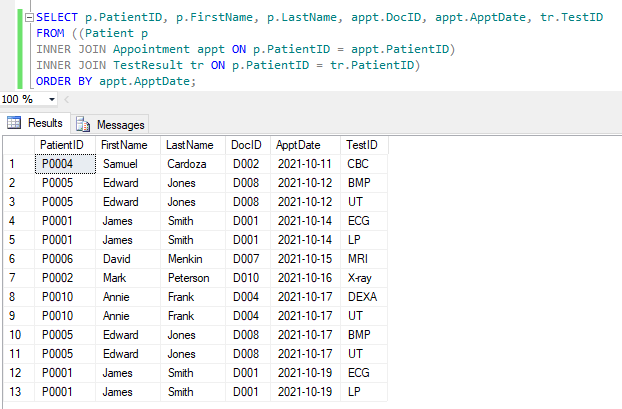 SELECT p.PatientID, p.FirstName, p.LastName, appt.DocID, appt.ApptDate, tr.TestID
FROM ((Patient p
INNER JOIN Appointment appt ON p.PatientID = appt.PatientID)
INNER JOIN TestResult tr ON p.PatientID = tr.PatientID)
ORDER BY appt.ApptDate;
100 %
Results Messages
PatientID FirstName LastName DocID ApptDate TestID
1 P0004 Samuel Cardoza D002 2021-10-11 CBC
2 P0005 Edward Jones D008 2021-10-12 BMP
3 P0005 Edward Jones D008 2021-10-12 UT
4 P0001 James Smith D001 2021-10-14 ECG
5 P0001 James Smith D001 2021-10-14 LP
6 P0006 David Menkin D007 2021-10-15 MRI
7 P0002 Mark Peterson D010 2021-10-16 X-ray
8 P0010 Annie Frank D004 2021-10-17 DEXA
9 P0010 Annie Frank D004 2021-10-17 UT
10 P0005 Edward Jones D008 2021-10-17 BMP
11 P0005 Edward Jones D008 2021-10-17 UT
12 P0001 James Smith D001 2021-10-19 ECG
13 P0001 James Smith D001 2021-10-19 LP